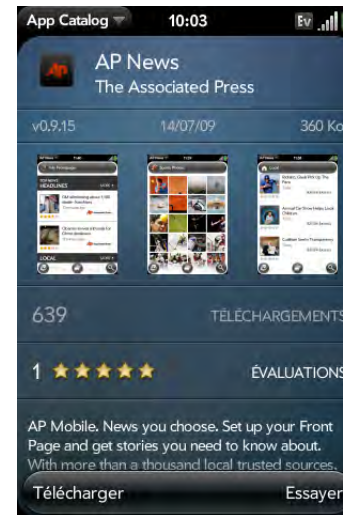 App Catalog 10:03 Ev
AP AP News
The Associated Press
v0.9.15 14/07/09 360 Ko
HEADLINES
LOCAL
639 TÉLÉCHARGEMENTS
1 ÉVALUATIONS
AP Mobile. News you choose. Set up your Front
Page and get stories you need to know about.
With more than a thousand local trusted sources,
Télécharger Essayer